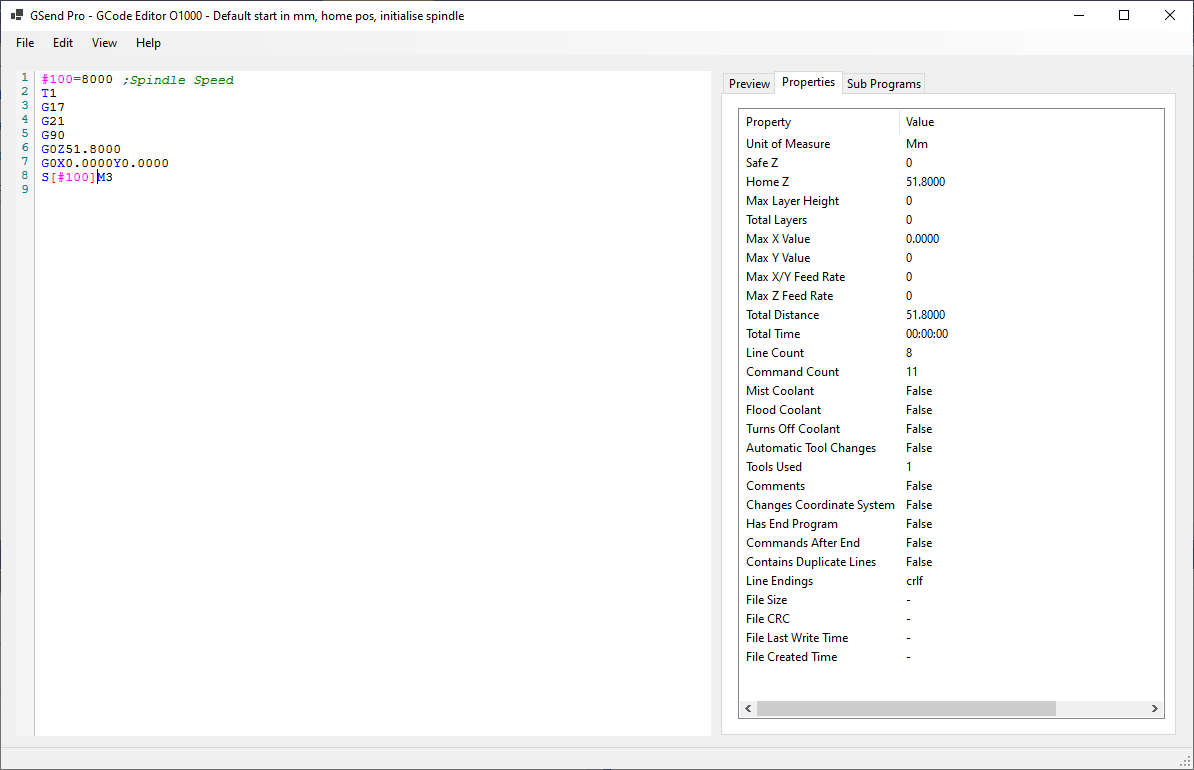 GSend Pro - GCode Editor O1000 - Default start in mm, home pos, initialise spindle
File Edit View Help
1 #100=8000 ;Spindle Speed
2 T1
3 G17
4 G21
5 G90
6 G0Z51.8000
7 G0X0.0000Y0.0000
8 S[#100]M3
9
Preview Properties Sub Programs
Property Value
Unit of Measure Mm
Safe Z 0
Home Z 51.8000
Max Layer Height 0
Total Layers 0
Max X Value 0.0000
Max Y Value 0
Max X/Y Feed Rate 0
Max Z Feed Rate 0
Total Distance 51.8000
Total Time 00:00:00
Line Count 8
Command Count 11
Mist Coolant False
Flood Coolant False
Turns Off Coolant False
Automatic Tool Changes False
Tools Used 1
Comments False
Changes Coordinate System False
Has End Program False
Commands After End False
Contains Duplicate Lines False
Line Endings crlf
File Size -
File CRC -
File Last Write Time -
File Created Time -